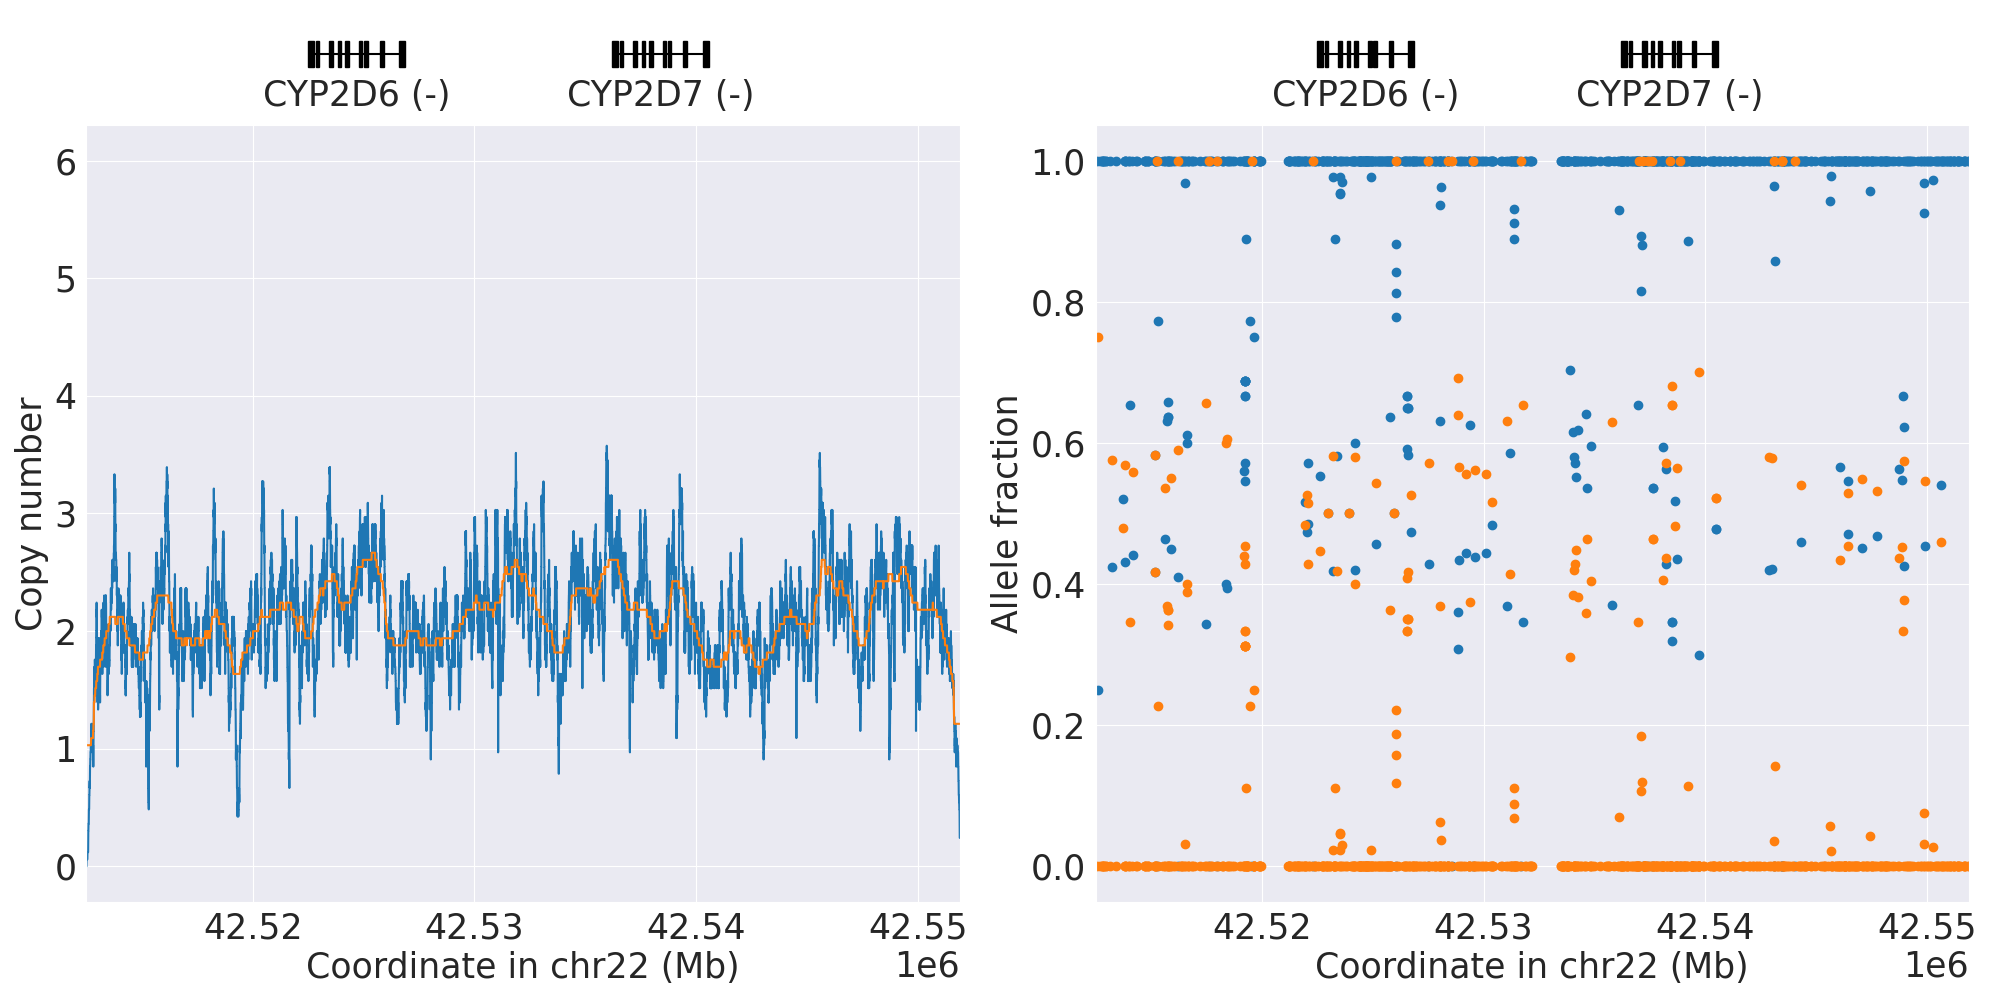 CYP2D6 (-) CYP2D7 (-)
6
5
4
3
2
1
0
Copy number
42.52 42.53 42.54 42.55
Coordinate in chr22 (Mb) 1e6
CYP2D6 (-) CYP2D7 (-)
1.0
0.8
0.6
0.4
0.2
0.0
Allele fraction
42.52 42.53 42.54 42.55
Coordinate in chr22 (Mb) 1e6